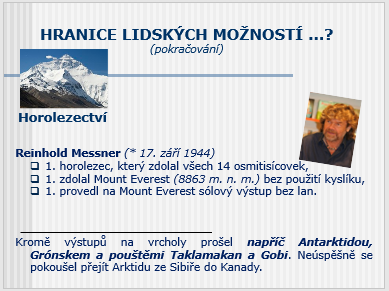 HRANICE LIDSKÝCH MOŽNOSTÍ …?
(pokračování)
Horolezectví
Reinhold Messner (* 17. září 1944)
❑ 1. horolezec, který zdolal všech 14 osmitisícovek,
❑ 1. zdolal Mount Everest (8863 m. n. m.) bez použití kyslíku,
❑ 1. provedl na Mount Everest sólový výstup bez lan.
Kromě výstupů na vrcholy prošel napříč Antarktidou,
Grónskem a pouštěmi Taklamakan a Gobi. Neúspěšně se
pokoušel přejít Arktidu ze Sibiře do Kanady.